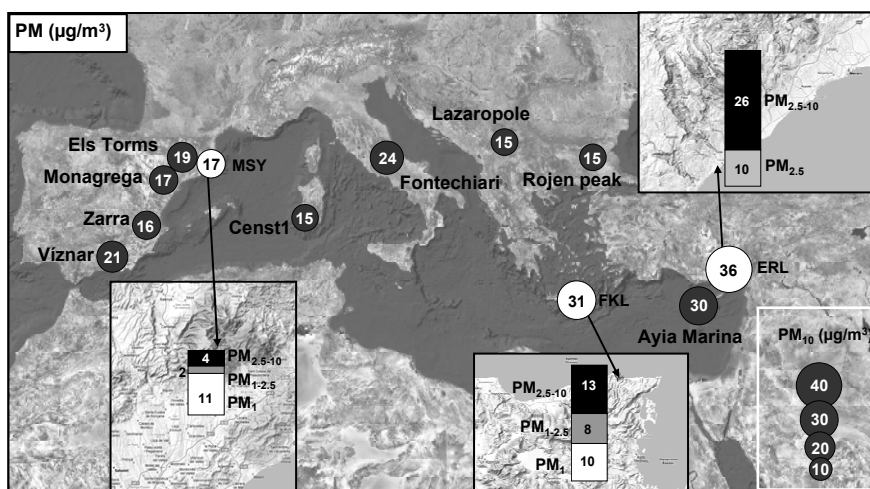 PM (µg/m³)
26
PM2.5-10
10
PM2.5
Lazaropole
15
Els Torms
19
17
MSY
Monagrega
17
24
Fontechiari
15
Rojen peak
Zarra
16
Censt1
15
Víznar
21
36
ERL
31
FKL
30
Ayia Marina
4
PM2.5-10
2
PM1-2.5
11
PM1
PM2.5-10
13
PM1-2.5
8
PM1
10
PM10 (µg/m³)
40
30
20
10